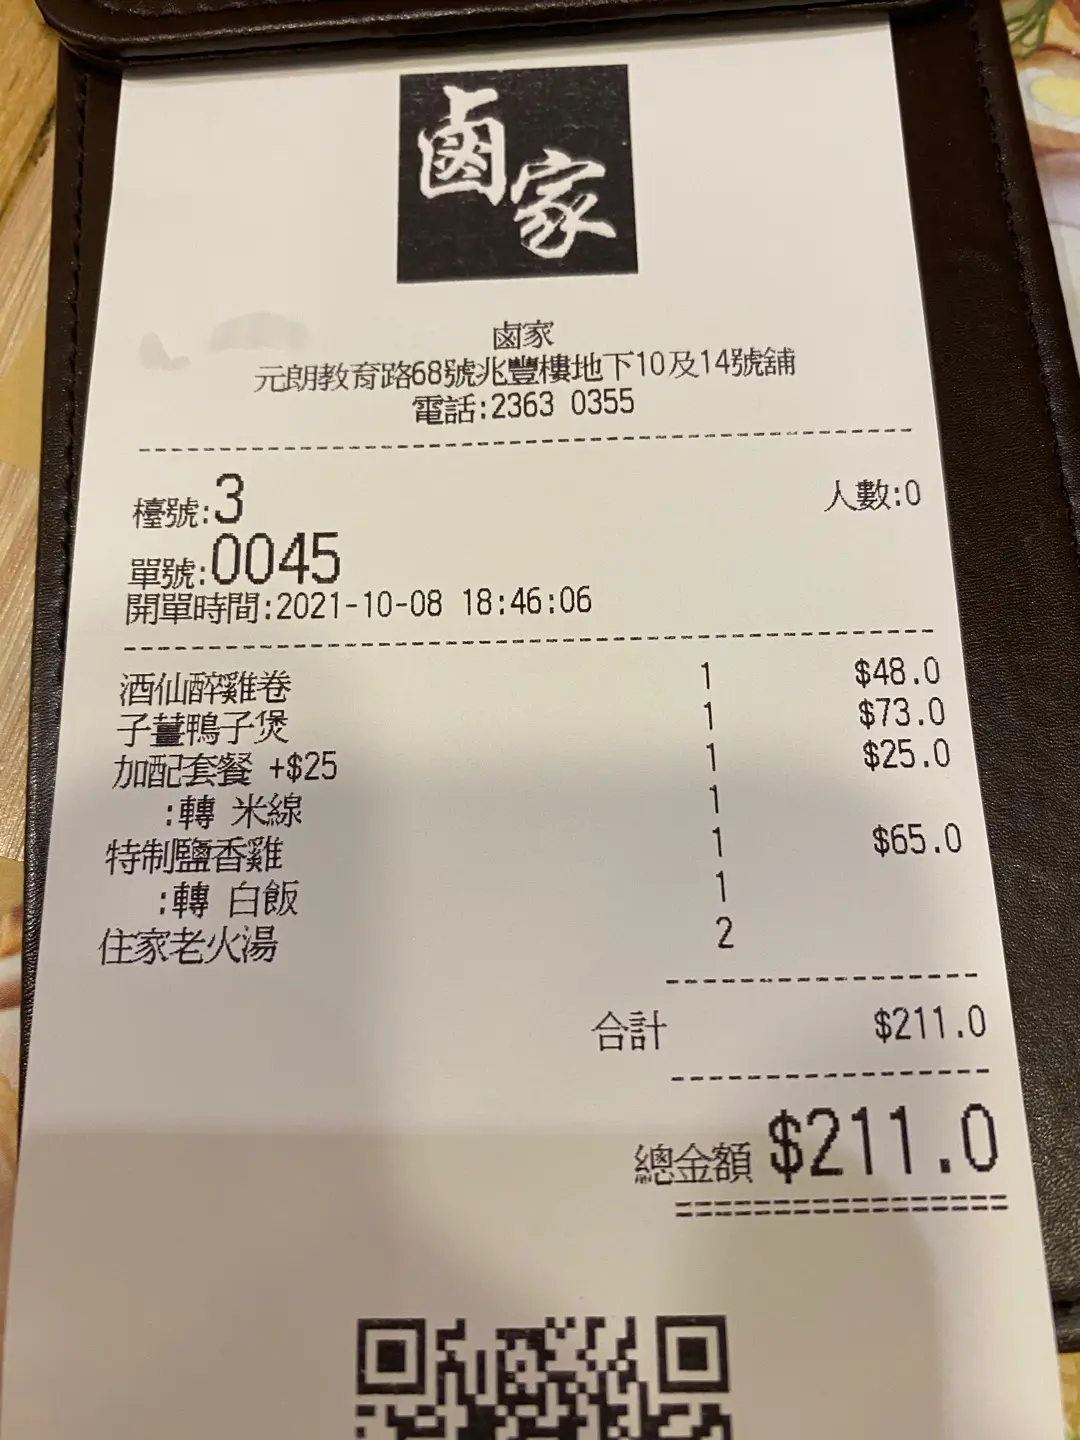 卤家
鹵家
元朗教育路68號兆豐樓地下10及14號舖
電話:2363 0355
檯號:3 人數:0
單號:0045
開單時間:2021-10-08 18:46:06
酒仙醉雞卷 1 $48.0
子薑鴨子煲 1 $73.0
加配套餐 +$25 1 $25.0
:轉 米線 1
特制鹽香雞 1 $65.0
:轉 白飯 1
住家老火湯 2
合計 $211.0
總金額 $211.0